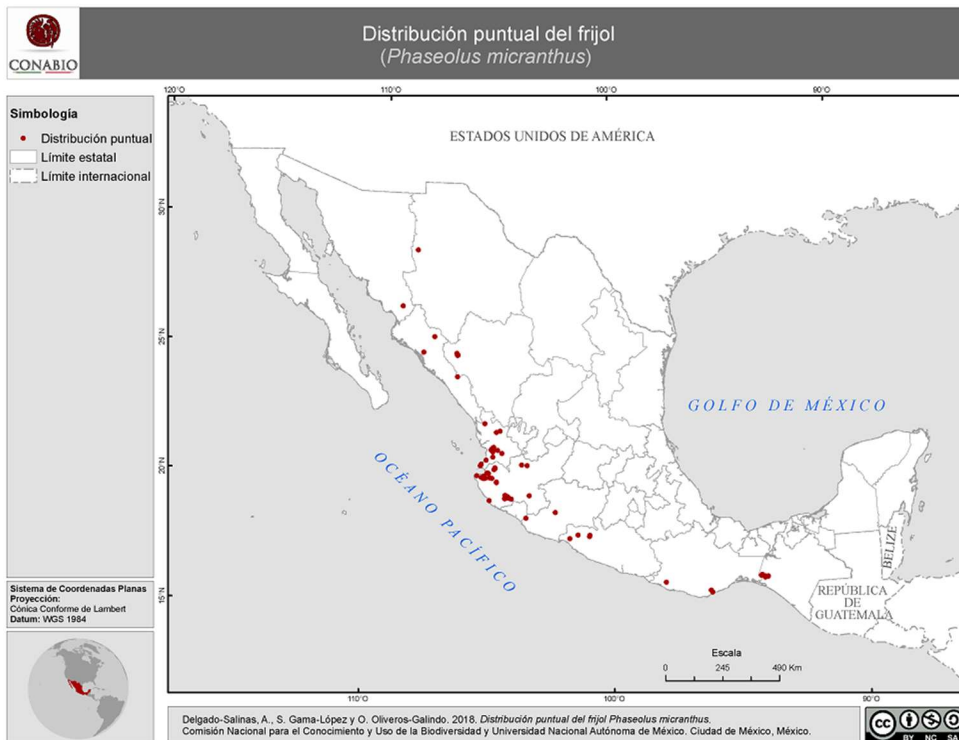 Distribución puntual del frijol
(Phaseolus micranthus)
CONABIO
120°O
110°O
100°O
90°O
Simbología
Distribución puntual
Límite estatal
Límite internacional
ESTADOS UNIDOS DE AMÉRICA
30°N
25°N
20°N
15°N
GOLFO DE MÉXICO
OCÉANO PACÍFICO
BELIZE
REPÚBLICA
DE
GUATEMALA
Escala
0 245 490 Km
Sistema de Coordenadas Planas
Proyección:
Cónica Conforme de Lambert
Datum: WGS 1984
110°O
100°O
90°O
Delgado-Salinas, A., S. Gama-López y O. Oliveros-Galindo. 2018. Distribución puntual del frijol Phaseolus micranthus.
Comisión Nacional para el Conocimiento y Uso de la Biodiversidad y Universidad Nacional Autónoma de México. Ciudad de México, México.
cc
BY NC SA